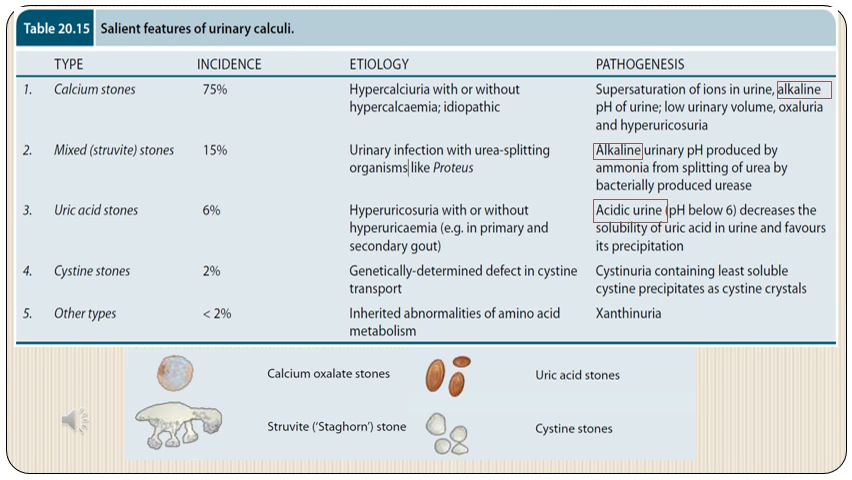 Table 20.15 Salient features of urinary calculi.
TYPE INCIDENCE ETIOLOGY PATHOGENESIS
1. Calcium stones 75% Hypercalciuria with or without Supersaturation of ions in urine, alkaline
hypercalcaemia; idiopathic pH of urine; low urinary volume, oxaluria
and hyperuricosuria
2. Mixed (struvite) stones 15% Urinary infection with urea-splitting Alkaline urinary pH produced by
organisms like Proteus ammonia from splitting of urea by
bacterially produced urease
3. Uric acid stones 6% Hyperuricosuria with or without Acidic urine (pH below 6) decreases the
hyperuricaemia (e.g. in primary and solubility of uric acid in urine and favours
secondary gout) its precipitation
4. Cystine stones 2% Genetically-determined defect in cystine Cystinuria containing least soluble
transport cystine precipitates as cystine crystals
5. Other types < 2% Inherited abnormalities of amino acid Xanthinuria
metabolism
Calcium oxalate stones Uric acid stones
Struvite ('Staghorn') stone Cystine stones